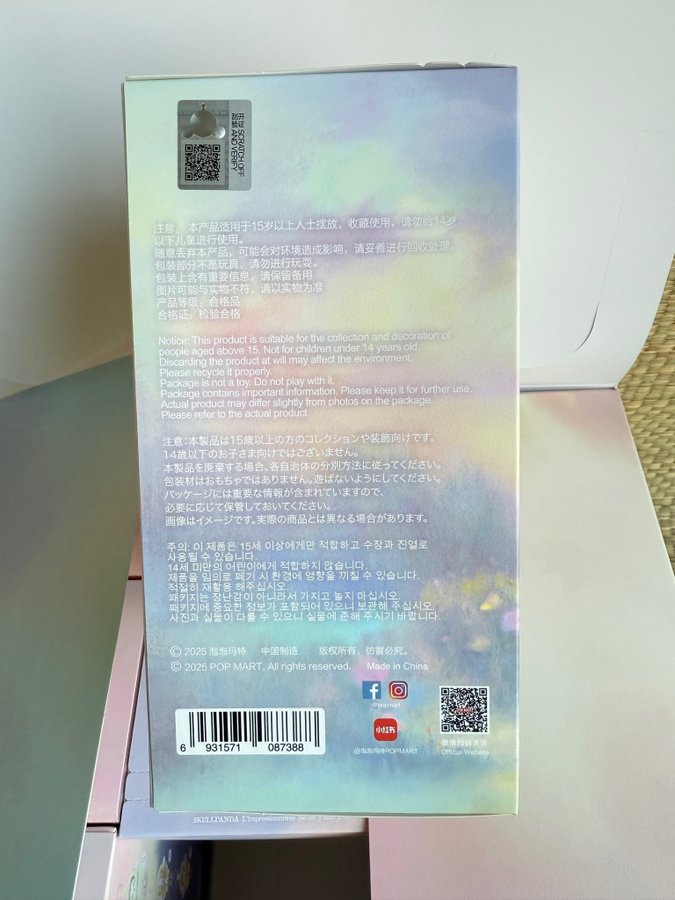 刮验 SCRATCH OFF
开证 AND VERIFY
注意： 本产品适用于15岁以上人士摆放，收藏使用，请勿给14岁
以下儿童进行使用。
随意丢弃本产品，可能会对环境造成影响，请妥善进行回收处理。
包装部分不是玩具，请勿进行玩耍。
包装上含有重要信息，请保留备用
图片可能与实物不符，请以实物为准
产品等级：合格品
合格证：检验合格
Notice: This product is suitable for the collection and decoration of
people aged above 15. Not for children under 14 years old.
Discarding the product at will may affect the environment.
Please recycle it properly.
Package is not a toy. Do not play with it.
Package contains important information. Please keep it for further use.
Actual product may differ slightly from photos on the package.
Please refer to the actual product.
注意：本製品は15歳以上の方のコレクションや装飾向けです。
14歳以下のお子さま向けではございません。
本製品を廃棄する場合、各自治体の分別方法に従ってください。
包装材はおもちゃではありません。遊ばないようにしてください。
パッケージには重要な情報が含まれていますので、
必要に応じて保管しておいてください。
画像はイメージです。実際の商品とは異なる場合があります。
주의: 이 제품은 15세 이상에게만 적합하고 수장과 진열로
사용될 수 있습니다.
14세 미만의 어린이에게 적합하지 않습니다.
제품을 임의로 폐기 시 환경에 영향을 끼칠 수 있습니다.
적절히 재활용 해주십시오
패키지는 장난감이 아니라서 가지고 놀지 마십시오.
패키지에 중요한 정보가 포함되어 있으니 보관해 주십시오.
사진과 실물이 다를 수 있으니 실물에 준해 주시기 바랍니다.
© 2025 泡泡玛特 中国制造 版权所有，仿冒必究。
© 2025 POP MART. All rights reserved. Made in China
@popmart
小红书
@泡泡玛特POPMART
微信扫码关注
Official Website
6 931571 087388
SKULLPANDA L'impressionnisme Series